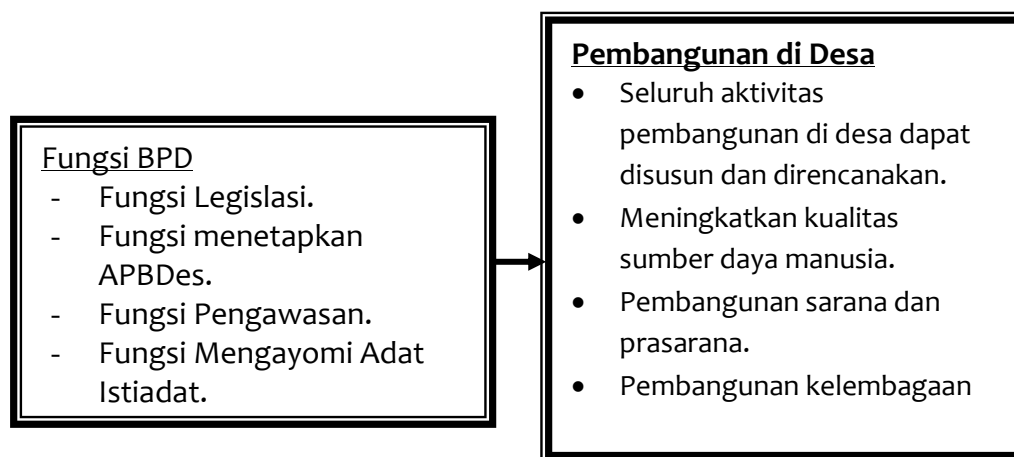 Fungsi BPD
- Fungsi Legislasi.
- Fungsi menetapkan
APBDes.
- Fungsi Pengawasan.
- Fungsi Mengayomi Adat
Istiadat.
Pembangunan di Desa
• Seluruh aktivitas
pembangunan di desa dapat
disusun dan direncanakan.
• Meningkatkan kualitas
sumber daya manusia.
• Pembangunan sarana dan
prasarana.
• Pembangunan kelembagaan